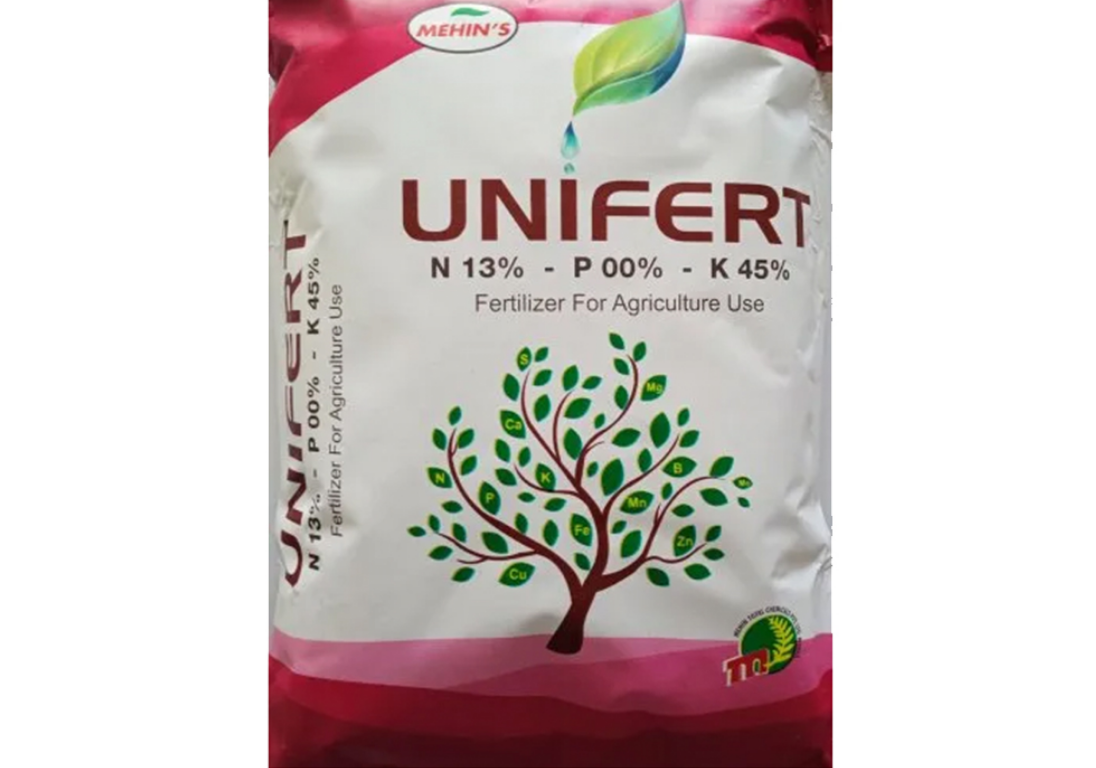 MEHIN'S
UNIFERT
N 13% - P 00% - K 45%
Fertilizer For Agriculture Use
UNIFERT
N 13% - P 00% - K 45%
Fertilizer For Agriculture Use
S
Mg
Ca
B
N
K
P
Mn
Fe
Zn
Cu
m